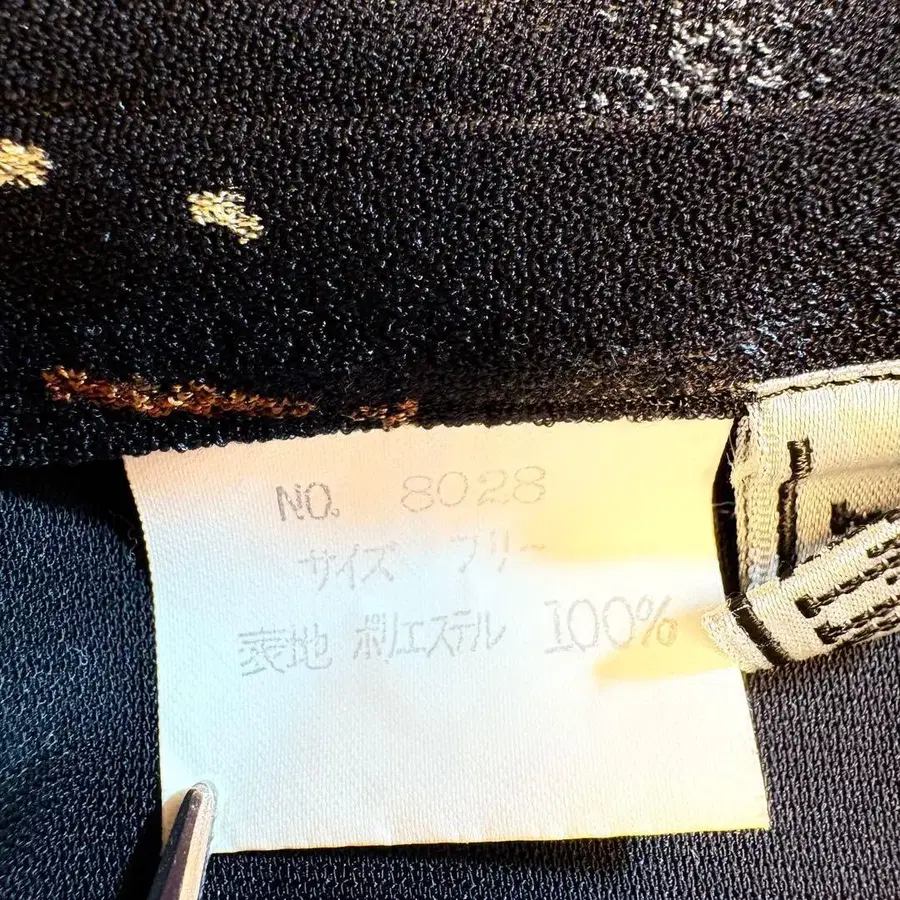 NO. 8028
サイズ フリー
表地 ポリエステル 100%